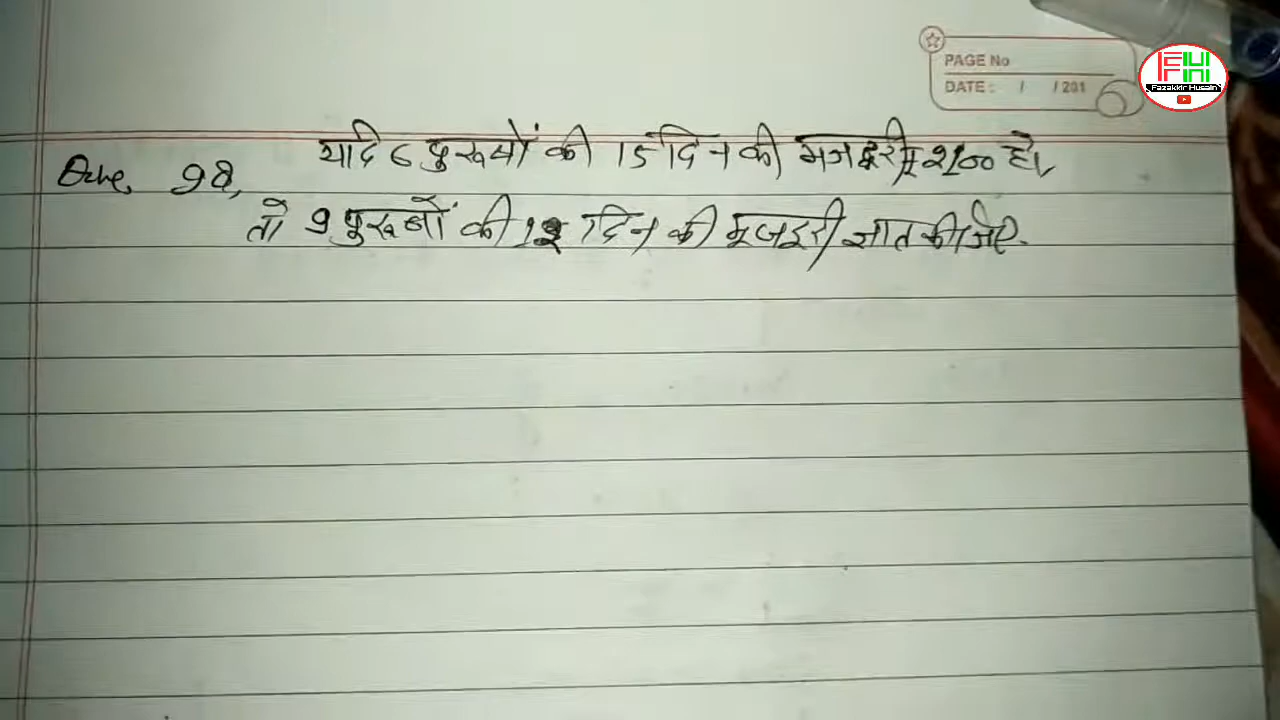 PAGE No
DATE : / / 201
Fazakkir Husain
यदि 6 पुरूषों की 15 दिन की मजदूरी रू 2100 है।
Que, 98,
तो 9 पुरूषों की 12 दिन की मजदूरी ज्ञात कीजिए.